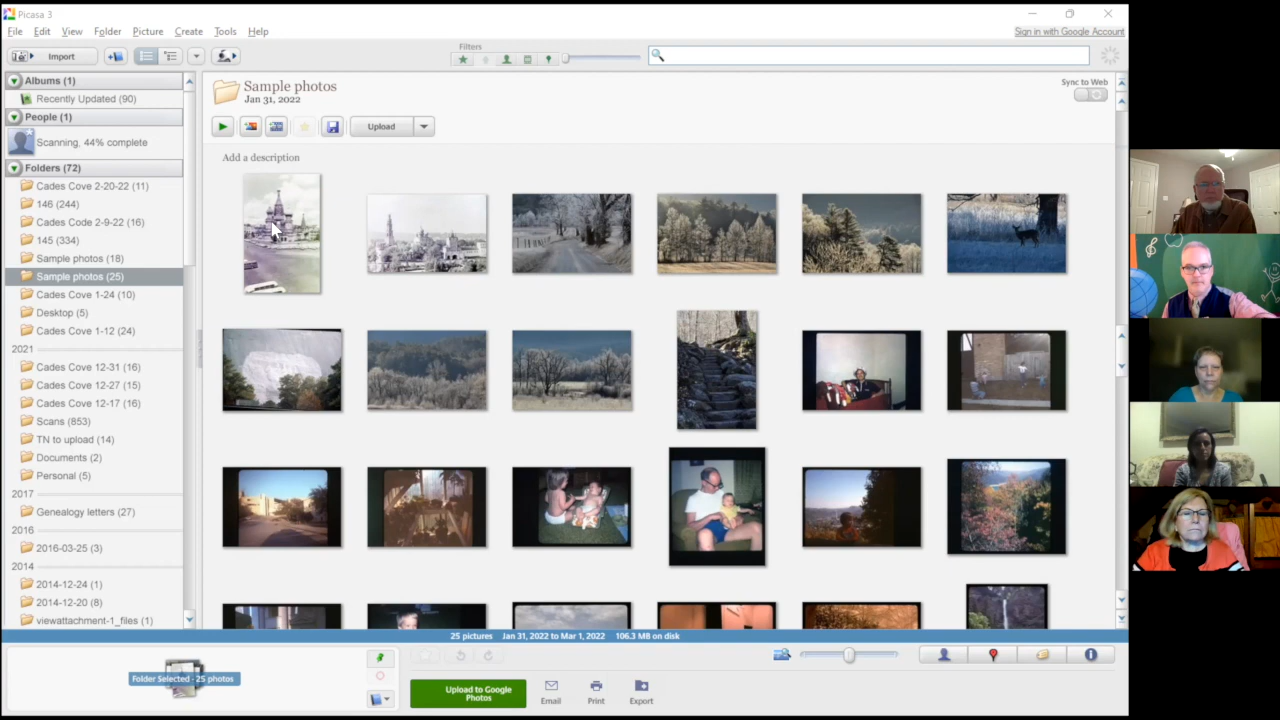 Picasa 3
File Edit View Folder Picture Create Tools Help
Sign in with Google Account
Import
Filters
Albums (1)
Recently Updated (90)
People (1)
Scanning, 44% complete
Folders (72)
Cades Cove 2-20-22 (11)
146 (244)
Cades Code 2-9-22 (16)
145 (334)
Sample photos (18)
Sample photos (25)
Cades Cove 1-24 (10)
Desktop (5)
Cades Cove 1-12 (24)
2021
Cades Cove 12-31 (16)
Cades Cove 12-27 (15)
Cades Cove 12-17 (16)
Scans (853)
TN to upload (14)
Documents (2)
Personal (5)
2017
Genealogy letters (27)
2016
2016-03-25 (3)
2014
2014-12-24 (1)
2014-12-20 (8)
viewattachment-1_files (1)
Sample photos
Jan 31, 2022
Sync to Web
Upload
Add a description
25 pictures Jan 31, 2022 to Mar 1, 2022 106.3 MB on disk
Folder Selected - 25 photos
Upload to Google
Photos
Email
Print
Export